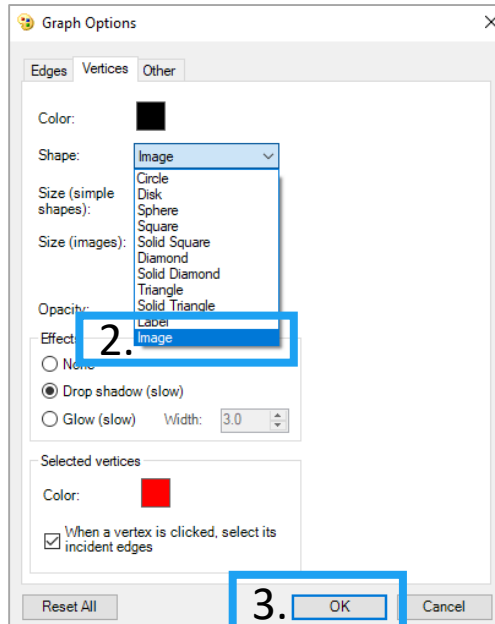 Graph Options
Edges Vertices Other
Color:
Shape: Image
Circle
Disk
Size (simple shapes):
Sphere
Square
Size (images):
Solid Square
Diamond
Solid Diamond
Triangle
Opacity:
Solid Triangle
Label
Effects
2. Image
None
Drop shadow (slow)
Glow (slow) Width: 3.0
Selected vertices
Color:
When a vertex is clicked, select its
incident edges
Reset All 3. OK Cancel